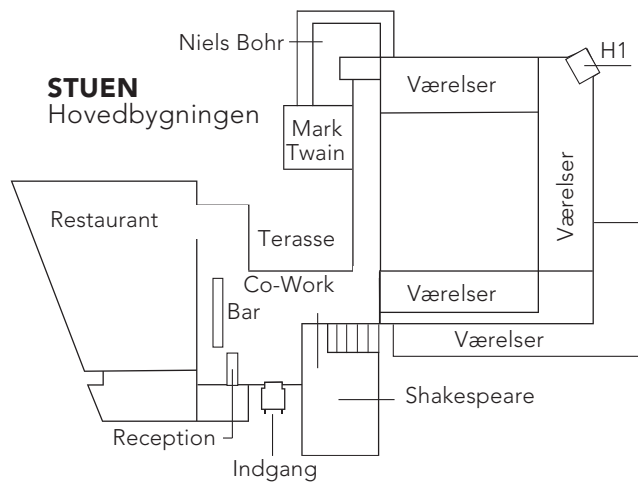 Niels Bohr
H1
STUEN
Hovedbygningen
Værelser
Mark
Twain
Værelser
Restaurant
Terasse
Co-Work
Værelser
Bar
Værelser
Shakespeare
Reception
Indgang